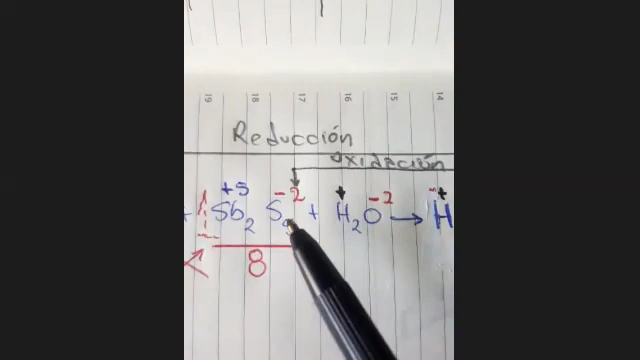 19 18 17 16 15 14
Reducción
Oxidación
+5 -2 + -2 +
+ Sb2 S + H2O → H
8